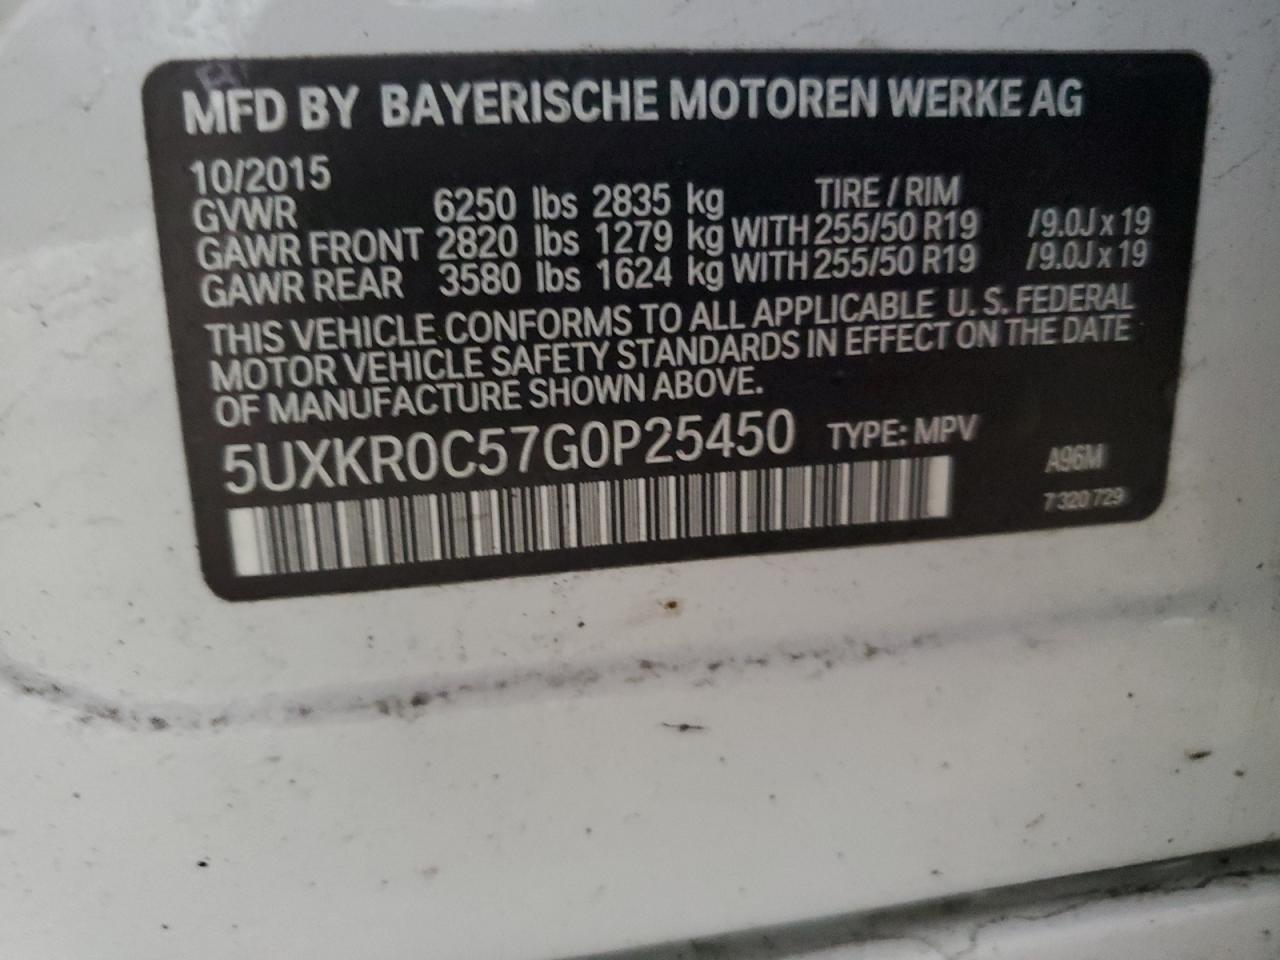 MFD BY BAYERISCHE MOTOREN WERKE AG
10/2015
TIRE / RIM
GVWR 6250 lbs 2835 kg
GAWR FRONT 2820 lbs 1279 kg WITH 255/50 R19 /9.0J x 19
GAWR REAR 3580 lbs 1624 kg WITH 255/50 R19 /9.0J x 19
THIS VEHICLE CONFORMS TO ALL APPLICABLE U. S. FEDERAL
MOTOR VEHICLE SAFETY STANDARDS IN EFFECT ON THE DATE
OF MANUFACTURE SHOWN ABOVE.
5UXKR0C57G0P25450 TYPE: MPV
A96M
7 320 729